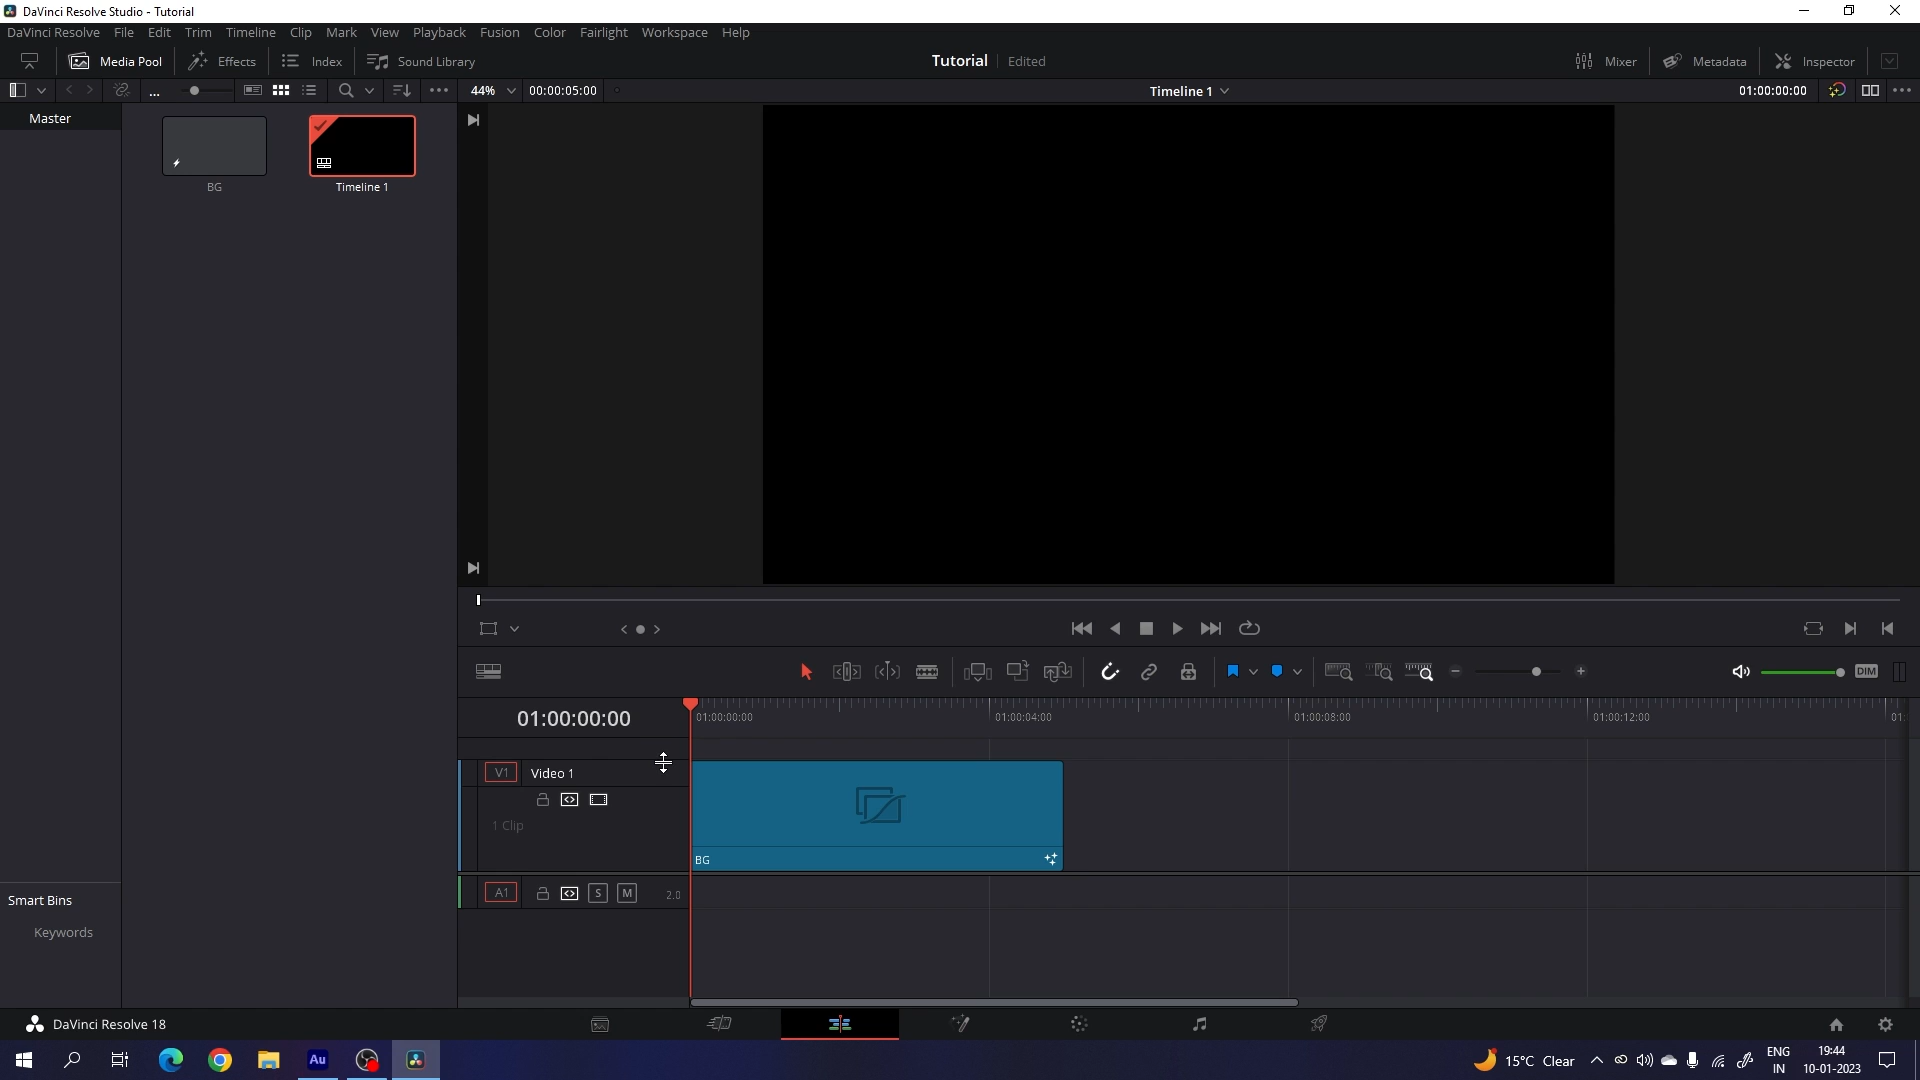 DaVinci Resolve Studio - Tutorial
DaVinci Resolve File Edit Trim Timeline Clip Mark View Playback Fusion Color Fairlight Workspace Help
Media Pool Effects Index Sound Library Tutorial Edited Mixer Metadata Inspector
... 44% 00:00:05:00 Timeline 1 01:00:00:00
Master
BG Timeline 1
01:00:00:00 01:00:00:00 01:00:04:00 01:00:08:00 01:00:12:00 01:
DIM
V1 Video 1
1 Clip
BG
A1 S M 2.0
Smart Bins
Keywords
DaVinci Resolve 18
Au 15°C Clear ENG IN 19:44 10-01-2023